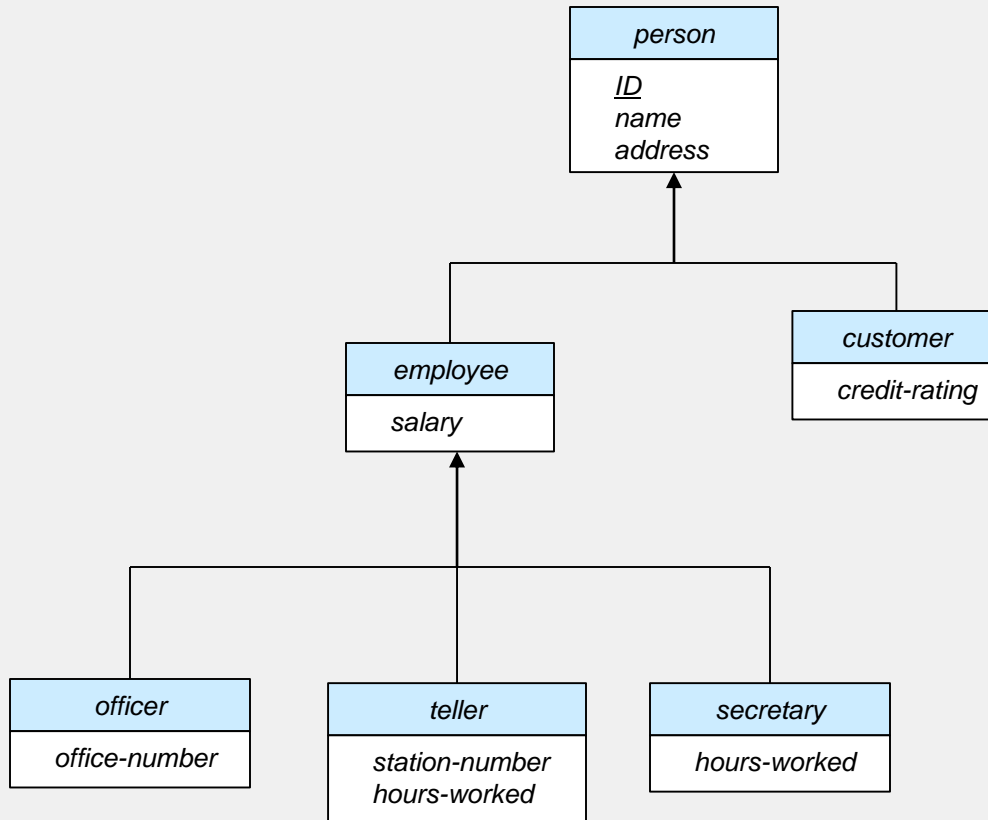 person
ID
name
address
employee
salary
customer
credit-rating
officer
office-number
teller
station-number
hours-worked
secretary
hours-worked